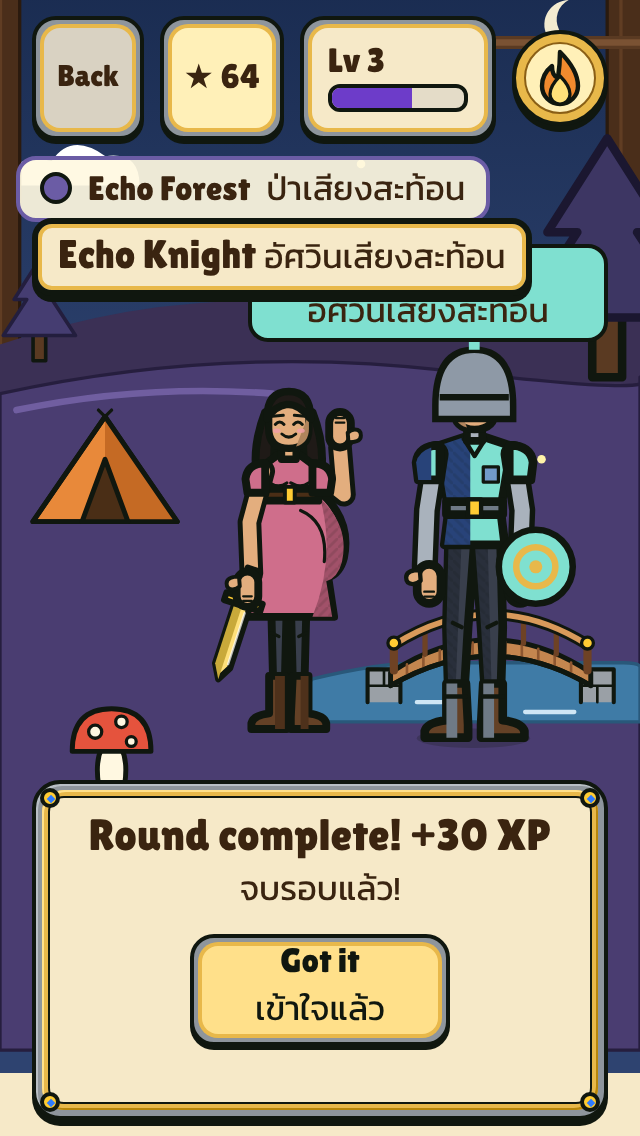 Back
★ 64
Lv 3
Echo Forest ป่าเสียงสะท้อน
Echo Knight อัศวินเสียงสะท้อน
อัศวินเสียงสะท้อน
Round complete! +30 XP
จบรอบแล้ว!
Got it
เข้าใจแล้ว